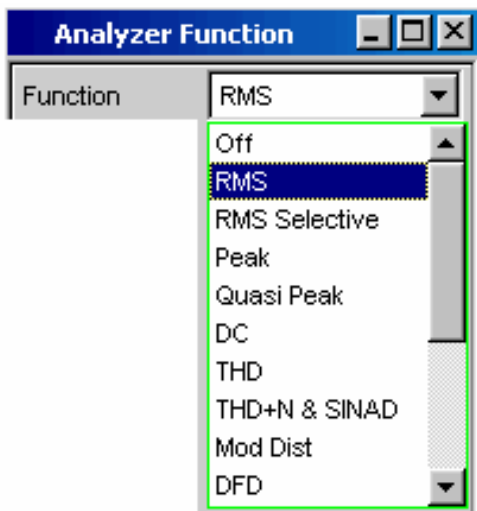 Analyzer Function
Function RMS
Off
RMS
RMS Selective
Peak
Quasi Peak
DC
THD
THD+N & SINAD
Mod Dist
DFD